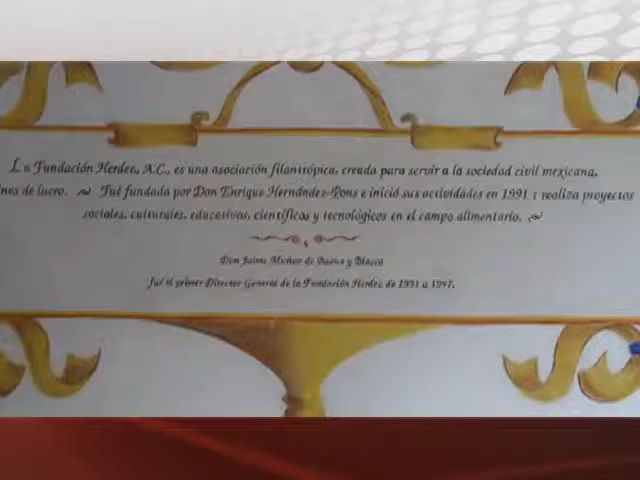 La Fundación Herdez, A.C., es una asociación filantrópica, creada para servir a la sociedad civil mexicana,
nes de lucro. Fué fundada por Don Enrique Hernández-Pons e inició sus actividades en 1991 y realiza proyectos
sociales, culturales, educativos, científicos y tecnológicos en el campo alimentario.
Don Jaime Muñoz de Baena y Blasco
fué el primer Director General de la Fundación Herdez de 1991 a 1997.